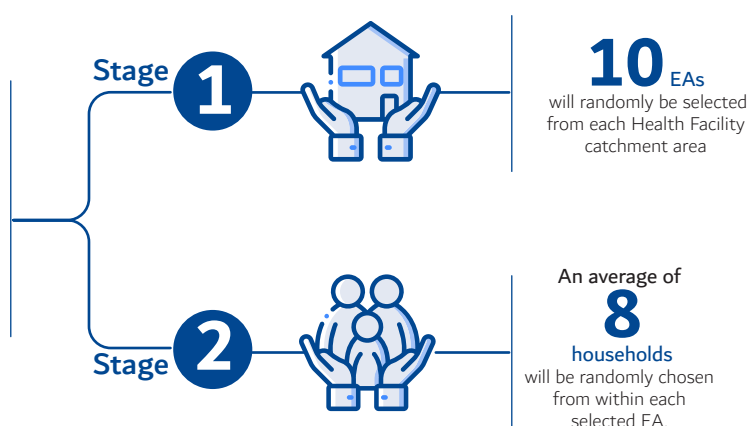 Stage 1
10 EAs
will randomly be selected
from each Health Facility
catchment area
Stage 2
An average of
8
households
will be randomly chosen
from within each
selected EA.